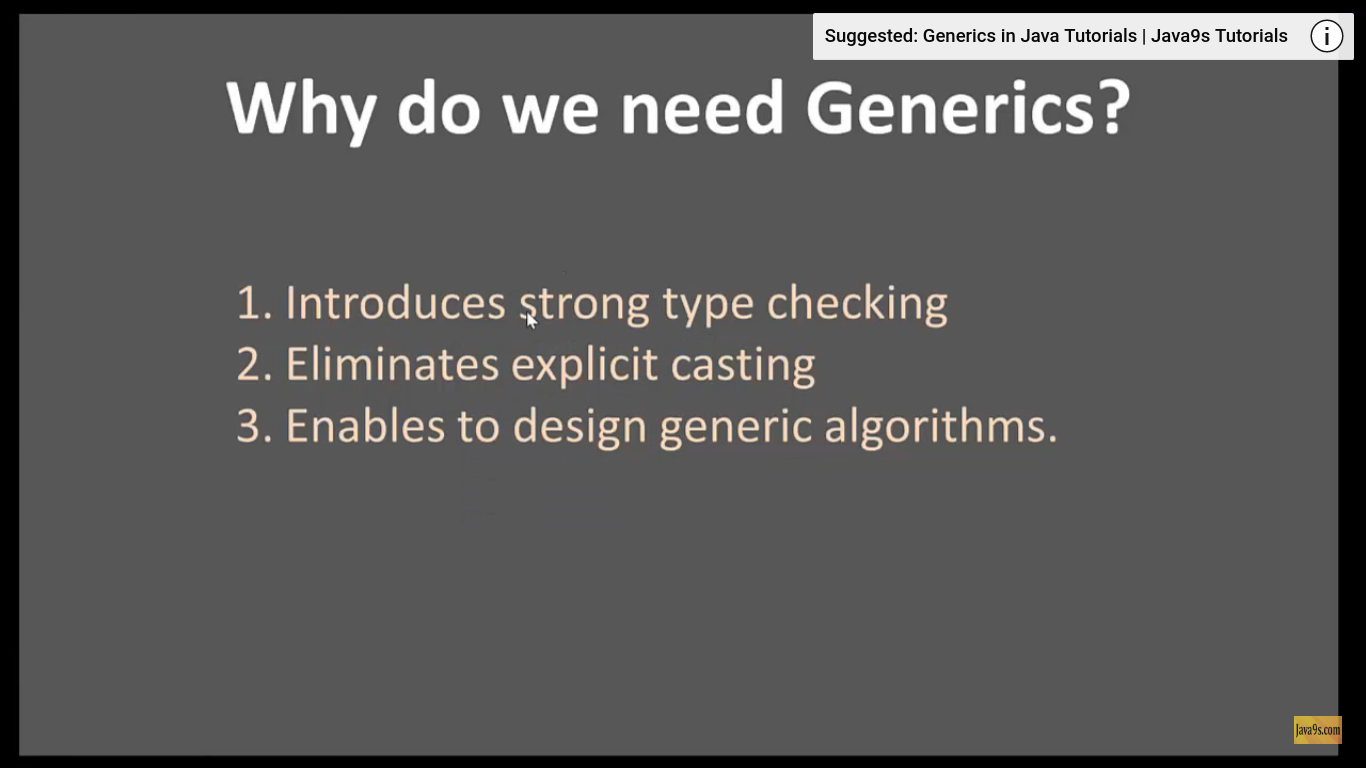 Suggested: Generics in Java Tutorials | Java9s Tutorials
Why do we need Generics?
1. Introduces strong type checking
2. Eliminates explicit casting
3. Enables to design generic algorithms.
Java9s.com